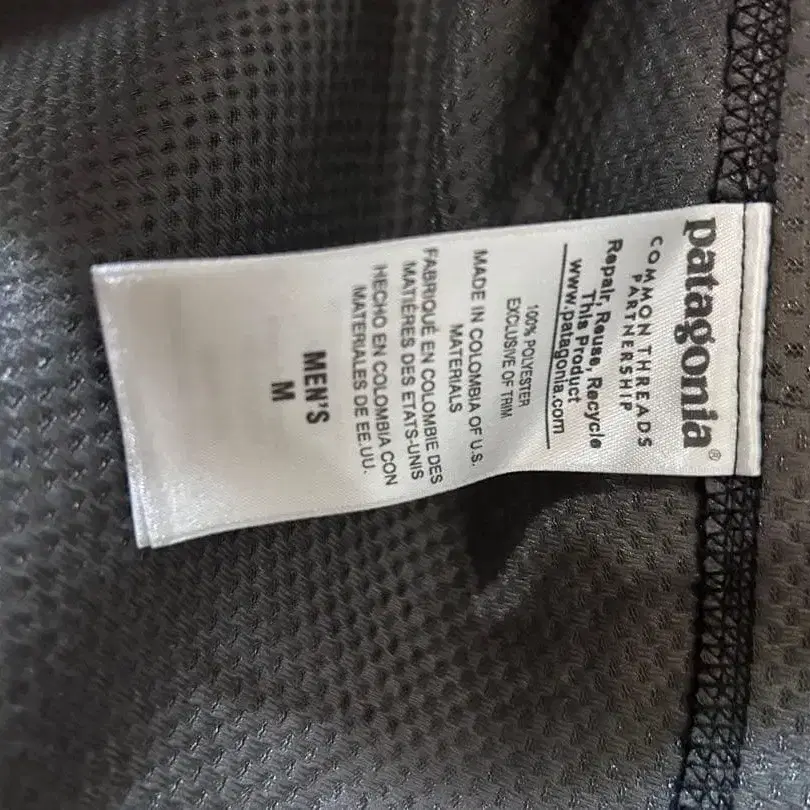 patagonia®
COMMON THREADS
PARTNERSHIP
Repair, Reuse, Recycle
This Product
www.patagonia.com
100% POLYESTER
EXCLUSIVE OF TRIM
MADE IN COLOMBIA OF U.S.
MATERIALS
FABRIQUÉ EN COLOMBIE DES
MATIÈRES DES ETATS-UNIS
HECHO EN COLOMBIA CON
MATERIALES DE EE.UU.
MEN'S
M